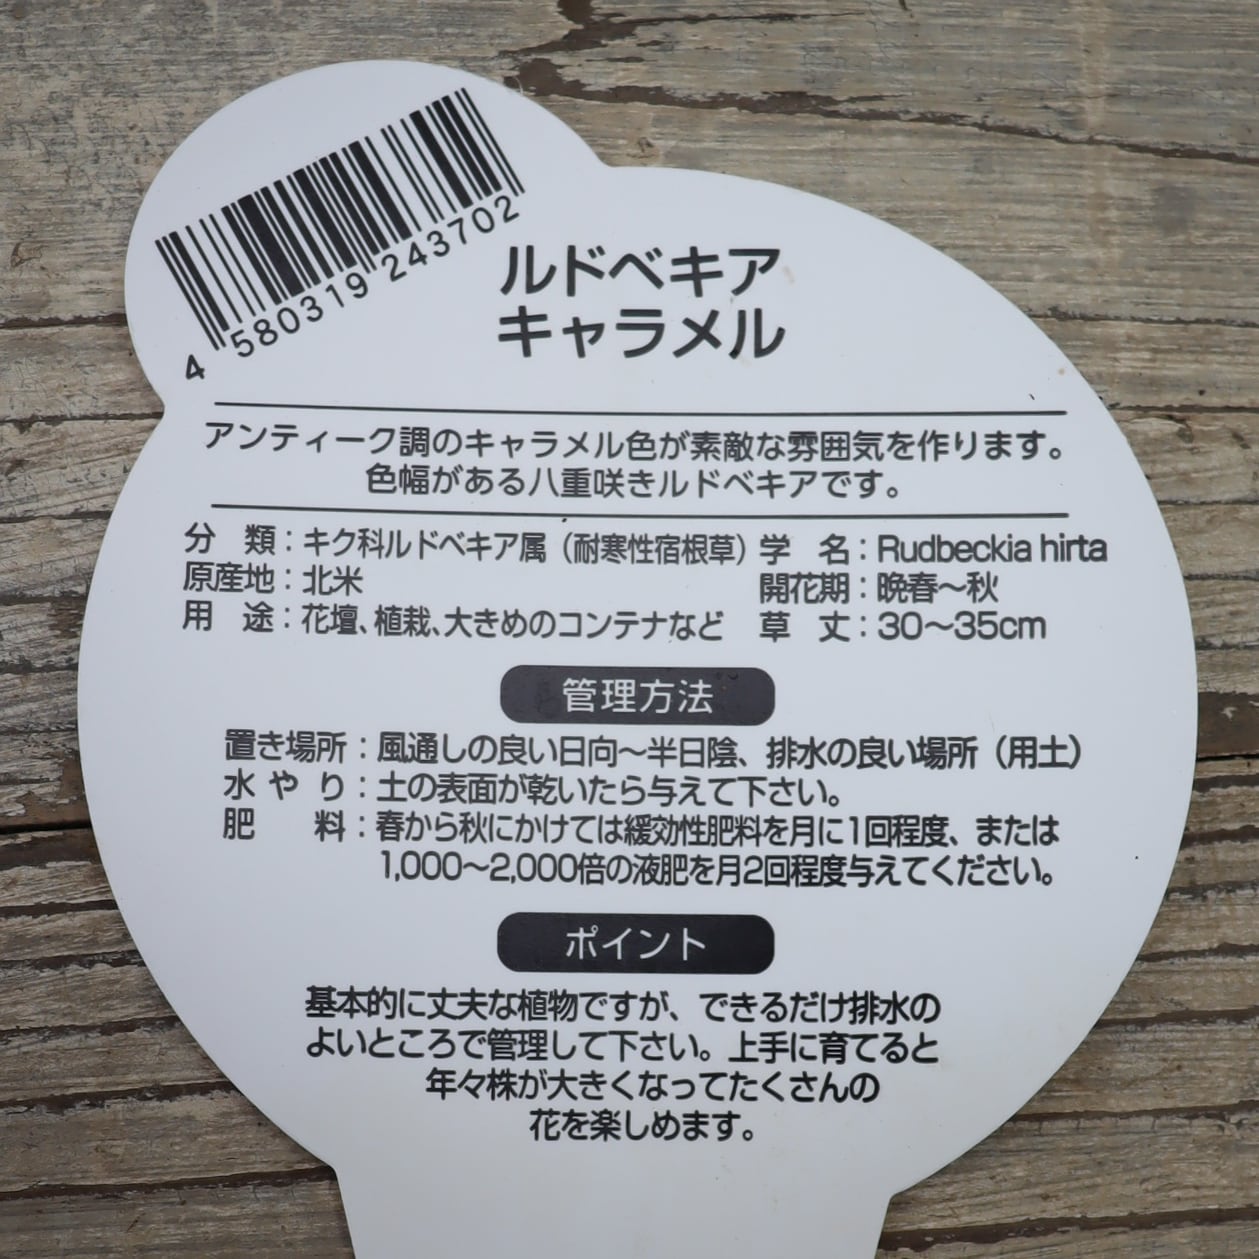 4 580319 243702
ルドベキア
キャラメル
アンティーク調のキャラメル色が素敵な雰囲気を作ります。
色幅がある八重咲きルドベキアです。
分　類：キク科ルドベキア属（耐寒性宿根草） 学　名：Rudbeckia hirta
原産地：北米 開花期：晩春～秋
用　途：花壇、植栽、大きめのコンテナなど 草　丈：30～35cm
管理方法
置き場所：風通しの良い日向～半日陰、排水の良い場所（用土）
水 や り：土の表面が乾いたら与えて下さい。
肥　　料：春から秋にかけては緩効性肥料を月に1回程度、または
1,000～2,000倍の液肥を月2回程度与えてください。
ポイント
基本的に丈夫な植物ですが、できるだけ排水の
よいところで管理して下さい。上手に育てると
年々株が大きくなってたくさんの
花を楽しめます。